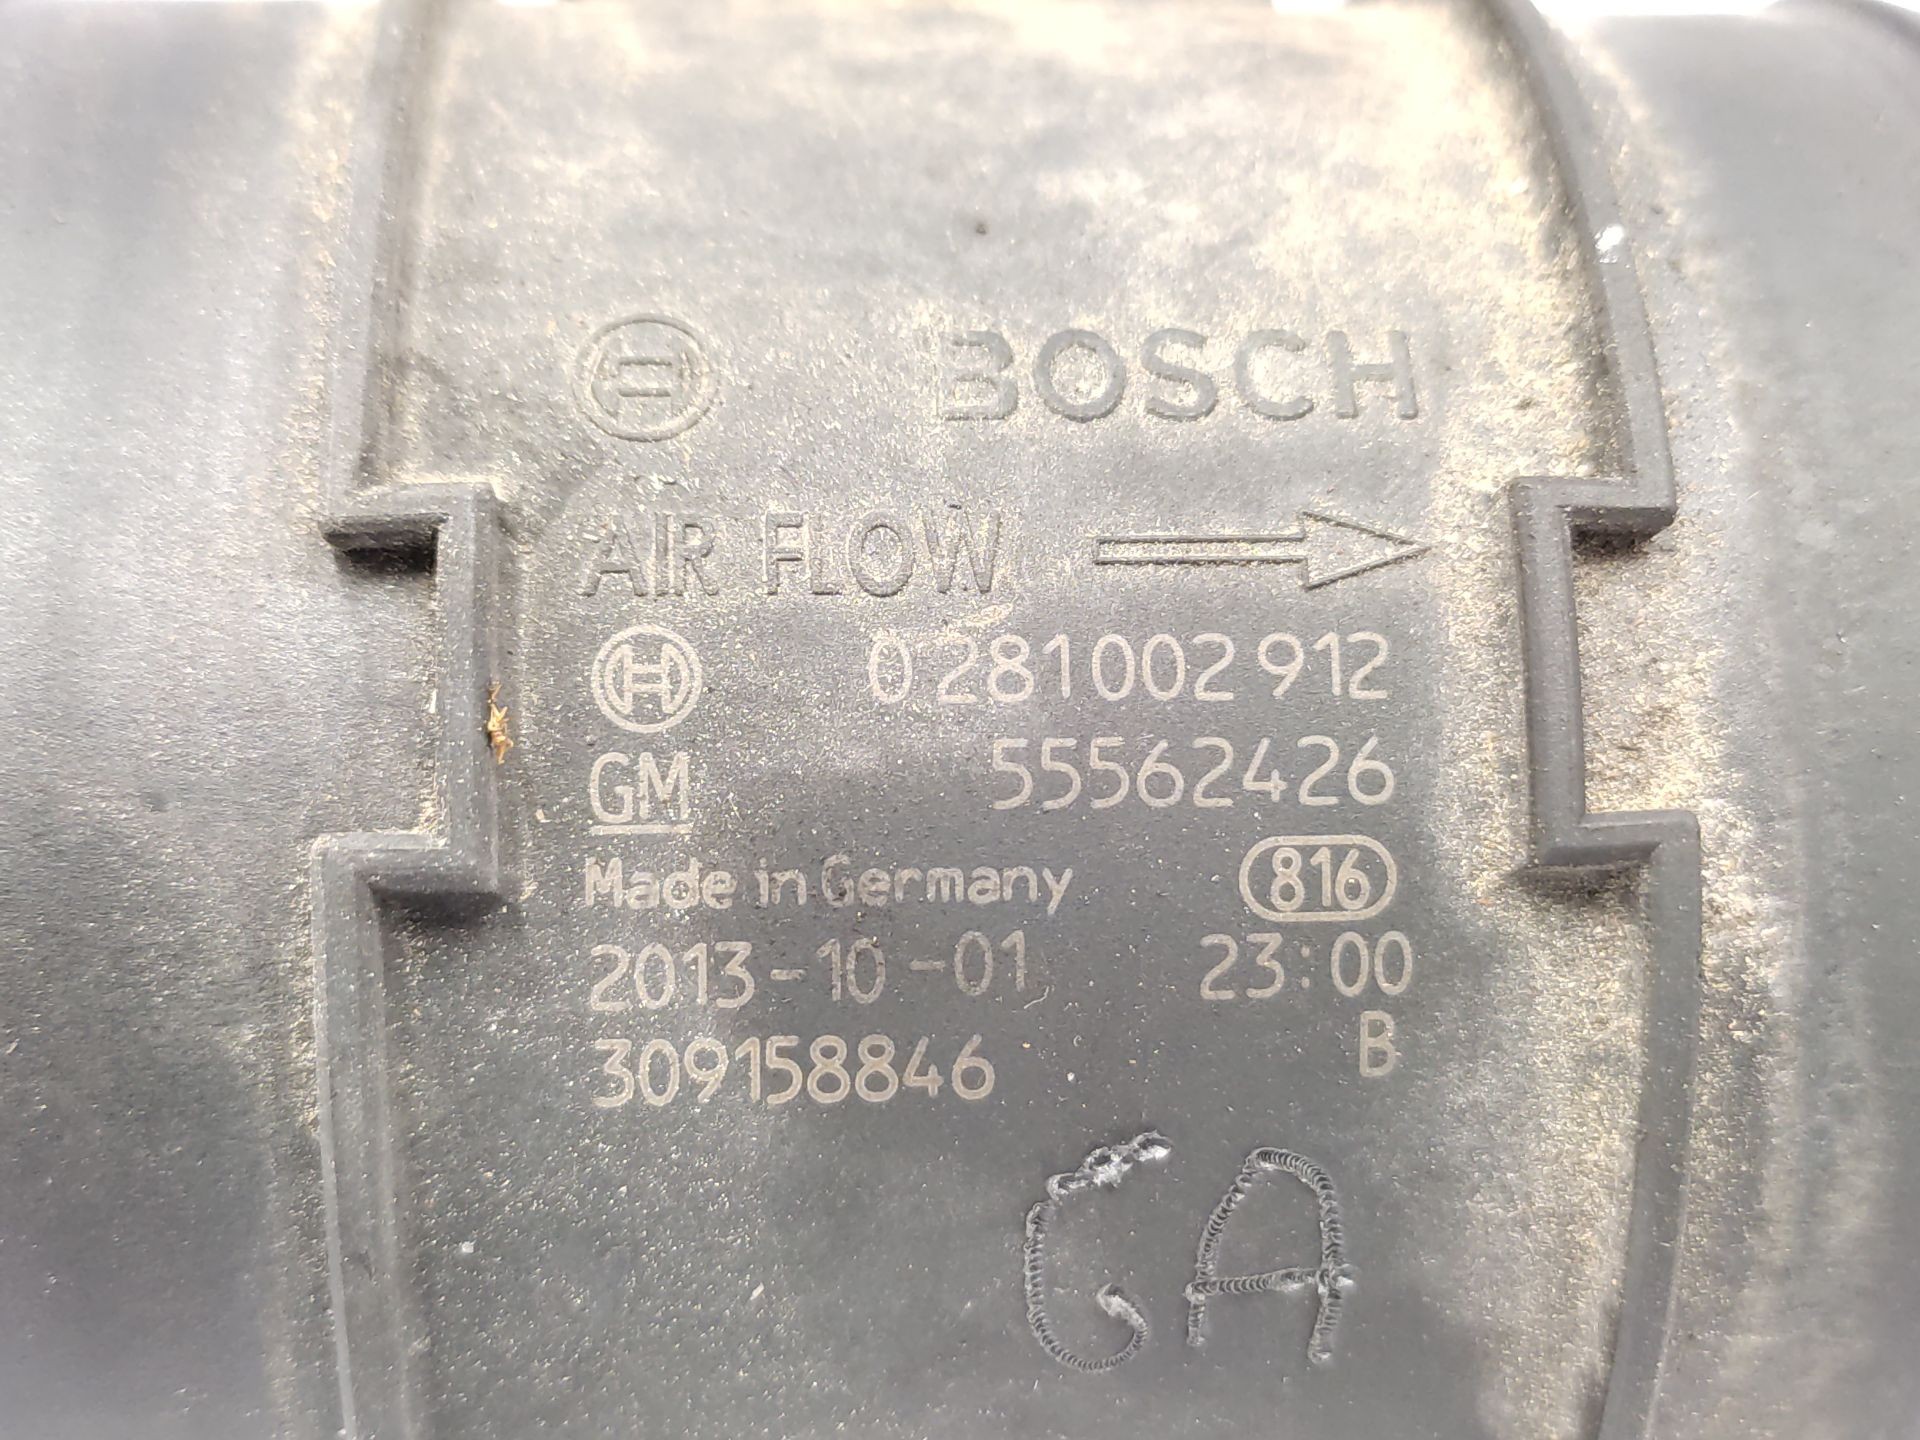 BOSCH
AIR FLOW
0 281 002 912
GM 55562426
Made in Germany 816
2013-10-01 23:00
309158846 B
GA